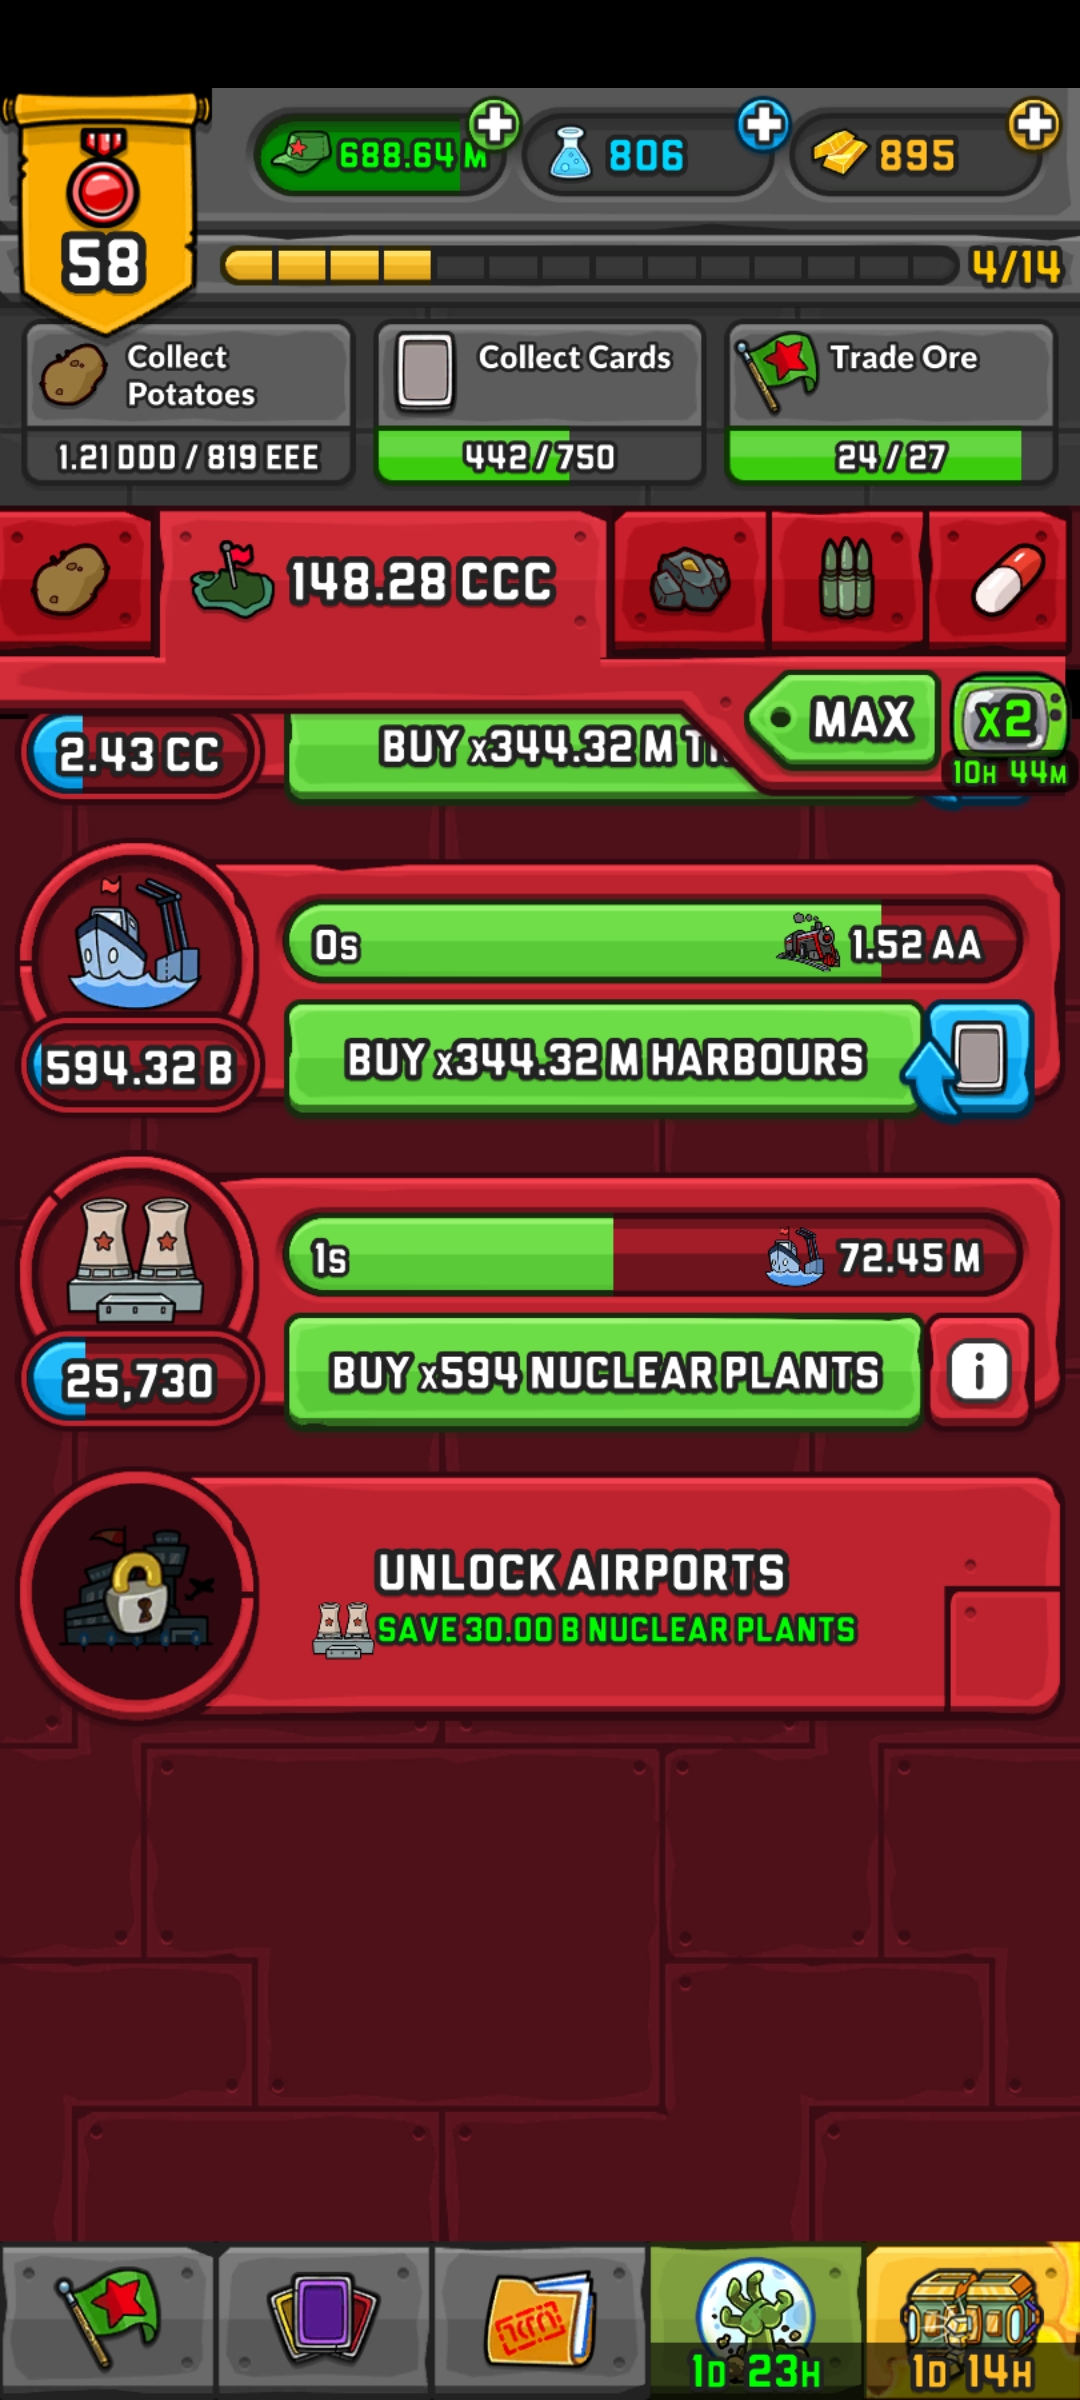 58
688.64 M
806
895
4/14
Collect
Potatoes
Collect Cards
Trade Ore
1.21 DDD / 819 EEE
442 / 750
24 / 27
148.28 CCC
MAX
x2
10H 44M
2.43 CC
BUY x344.32 M
0s
1.52 AA
594.32 B
BUY x344.32 M HARBOURS
1s
72.45 M
25,730
BUY x594 NUCLEAR PLANTS
i
UNLOCK AIRPORTS
SAVE 30.00 B NUCLEAR PLANTS
1D 23H
1D 14H